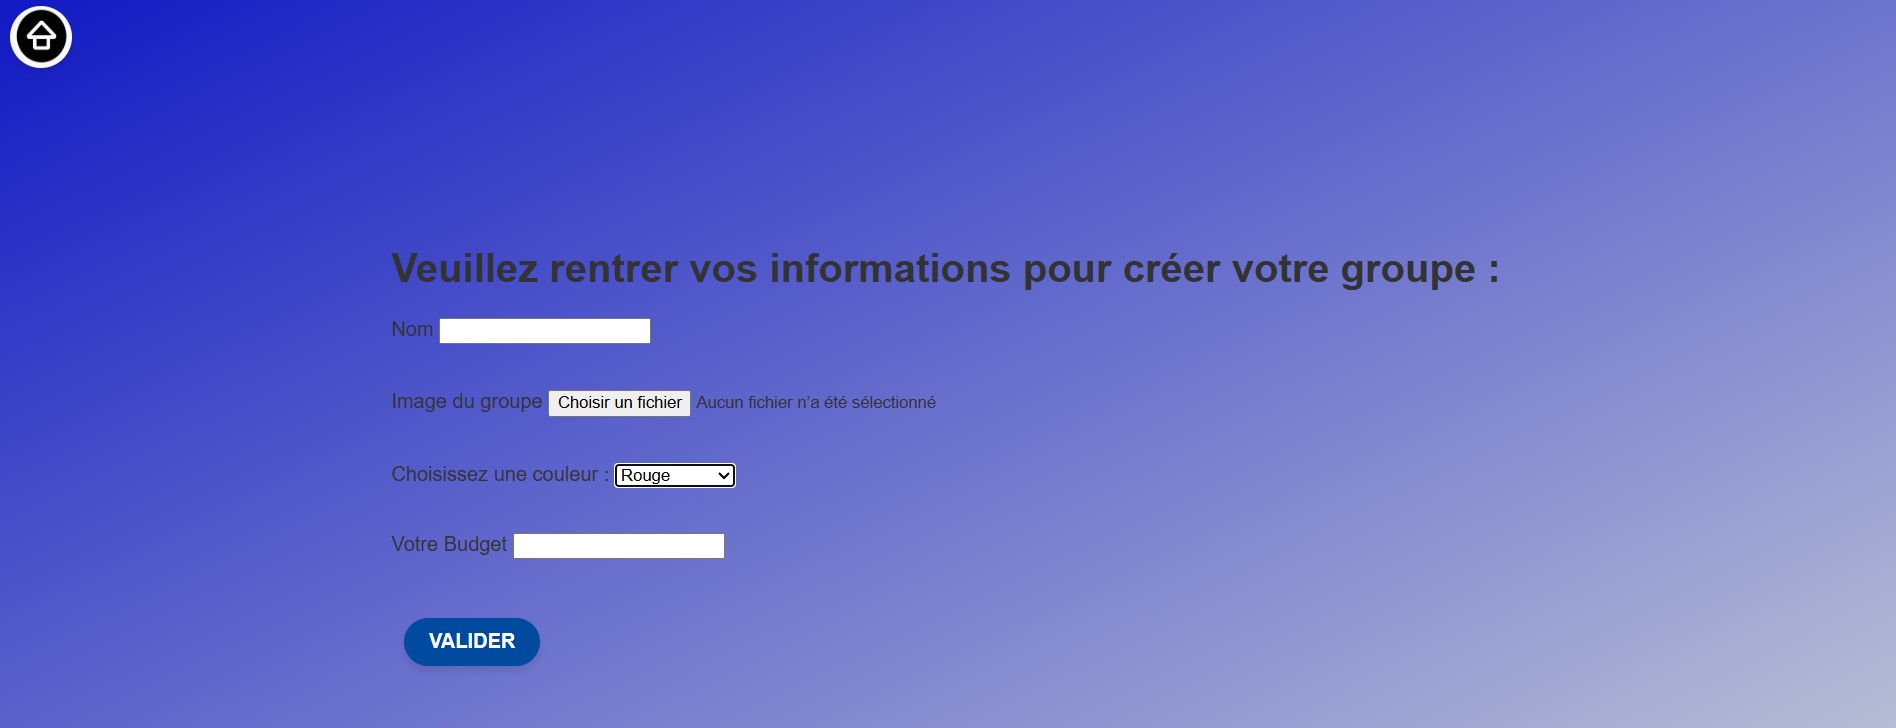 Veuillez rentrer vos informations pour créer votre groupe :
Nom
Image du groupe Choisir un fichier Aucun fichier n'a été sélectionné
Choisissez une couleur : Rouge
Votre Budget
VALIDER